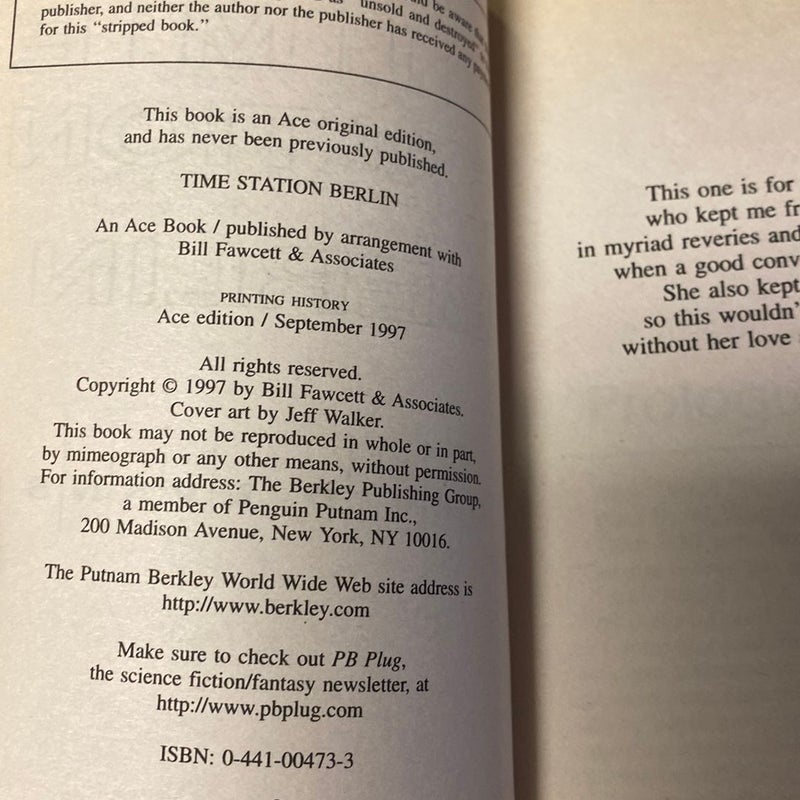 be aware
"unsold and destroyed"
publisher, and neither the author nor the publisher has received any
for this "stripped book."
This book is an Ace original edition,
and has never been previously published.
TIME STATION BERLIN
An Ace Book / published by arrangement with
Bill Fawcett & Associates
PRINTING HISTORY
Ace edition / September 1997
All rights reserved.
Copyright © 1997 by Bill Fawcett & Associates.
Cover art by Jeff Walker.
This book may not be reproduced in whole or in part,
by mimeograph or any other means, without permission.
For information address: The Berkley Publishing Group,
a member of Penguin Putnam Inc.,
200 Madison Avenue, New York, NY 10016.
The Putnam Berkley World Wide Web site address is
http://www.berkley.com
Make sure to check out PB Plug,
the science fiction/fantasy newsletter, at
http://www.pbplug.com
ISBN: 0-441-00473-3
This one is for
who kept me fr
in myriad reveries and
when a good conv
She also kept
so this wouldn'
without her love